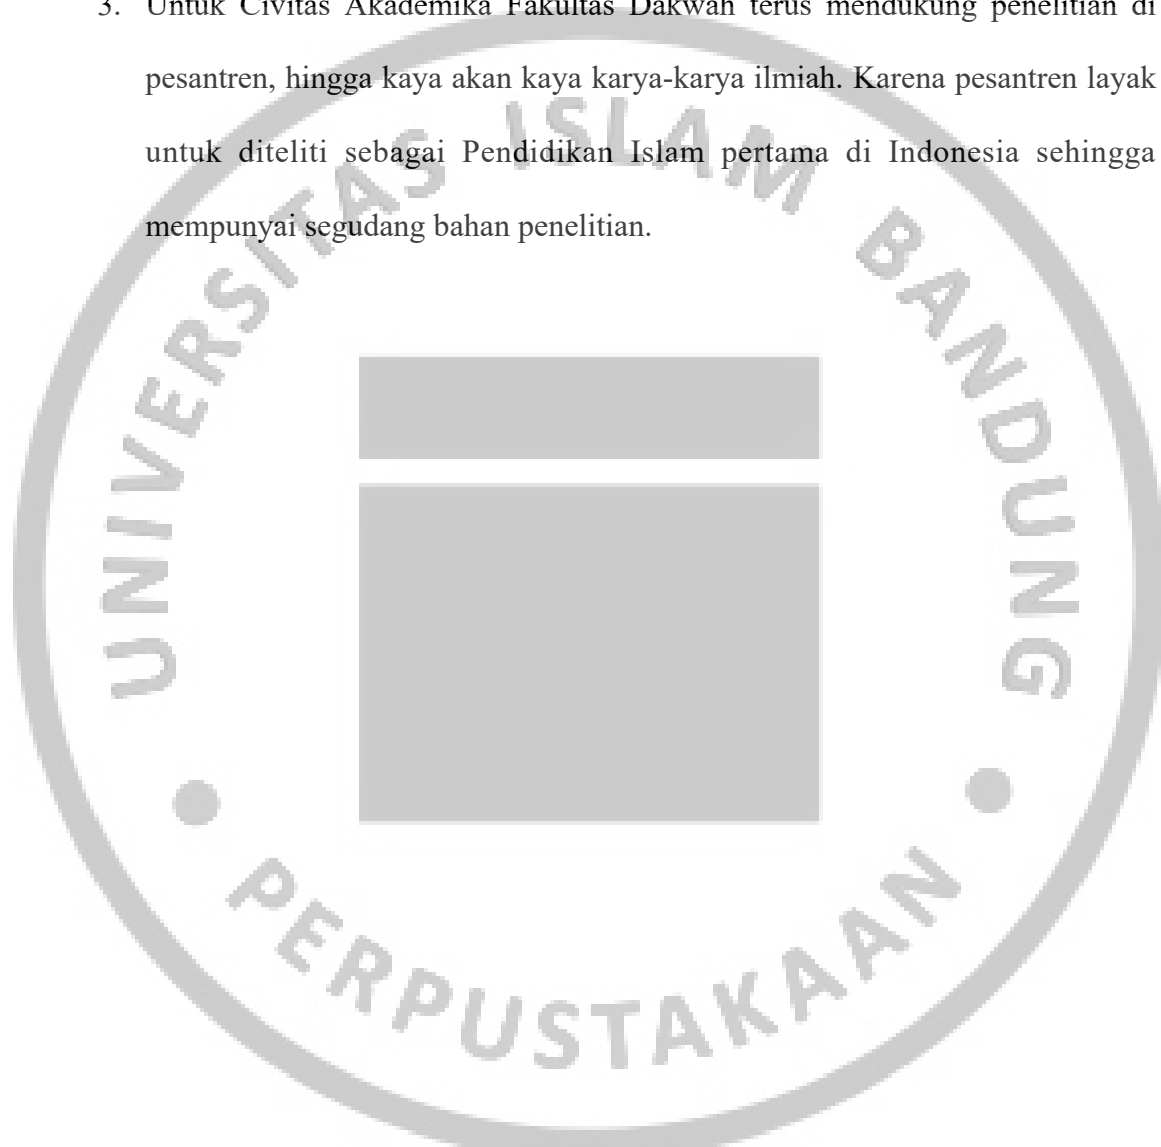 3. Untuk Civitas Akademika Fakultas Dakwah terus mendukung penelitian di
pesantren, hingga kaya akan kaya karya-karya ilmiah. Karena pesantren layak
untuk diteliti sebagai Pendidikan Islam pertama di Indonesia sehingga
mempunyai segudang bahan penelitian.
UNIVERSITAS ISLAM BANDUNG
PERPUSTAKAAN